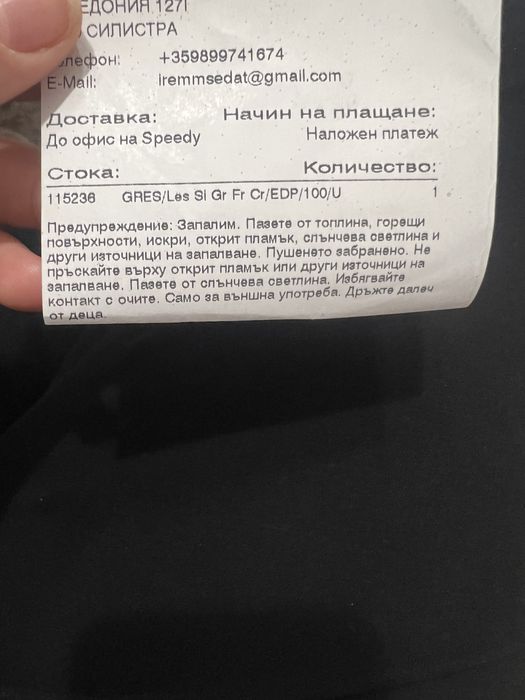 ЕДОНИЯ 127Г
СИЛИСТРА
лефон: +359899741674
E-Mail: iremmsedat@gmail.com
Доставка: Начин на плащане:
До офис на Speedy Наложен платеж
Стока: Количество:
115236 GRES/Les Si Gr Fr Cr/EDP/100/U 1
Предупреждение: Запалим. Пазете от топлина, горещи
повърхности, искри, открит пламък, слънчева светлина и
други източници на запалване. Пушенето забранено. Не
пръскайте върху открит пламък или други източници на
запалване. Пазете от слънчева светлина. Избягвайте
контакт с очите. Само за външна употреба. Дръжте далеч
от деца.